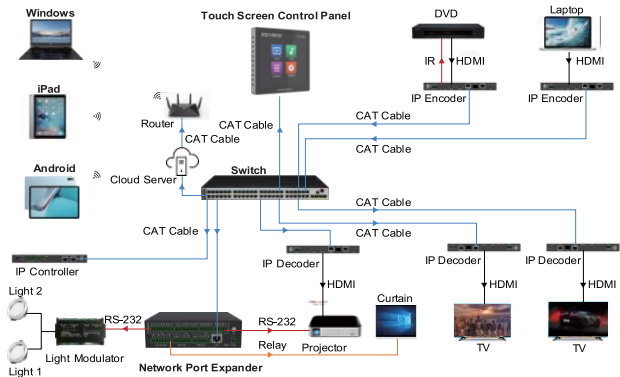 Windows
Touch Screen Control Panel
DVD
Laptop
IR
HDMI
HDMI
iPad
IP Encoder
IP Encoder
Router
CAT Cable
CAT Cable
CAT Cable
CAT Cable
Android
Cloud Server
Switch
CAT Cable
CAT Cable
CAT Cable
IP Controller
IP Decoder
IP Decoder
IP Decoder
HDMI
HDMI
HDMI
Light 2
Curtain
RS-232
RS-232
Light Modulator
Relay
Projector
TV
TV
Light 1
Network Port Expander